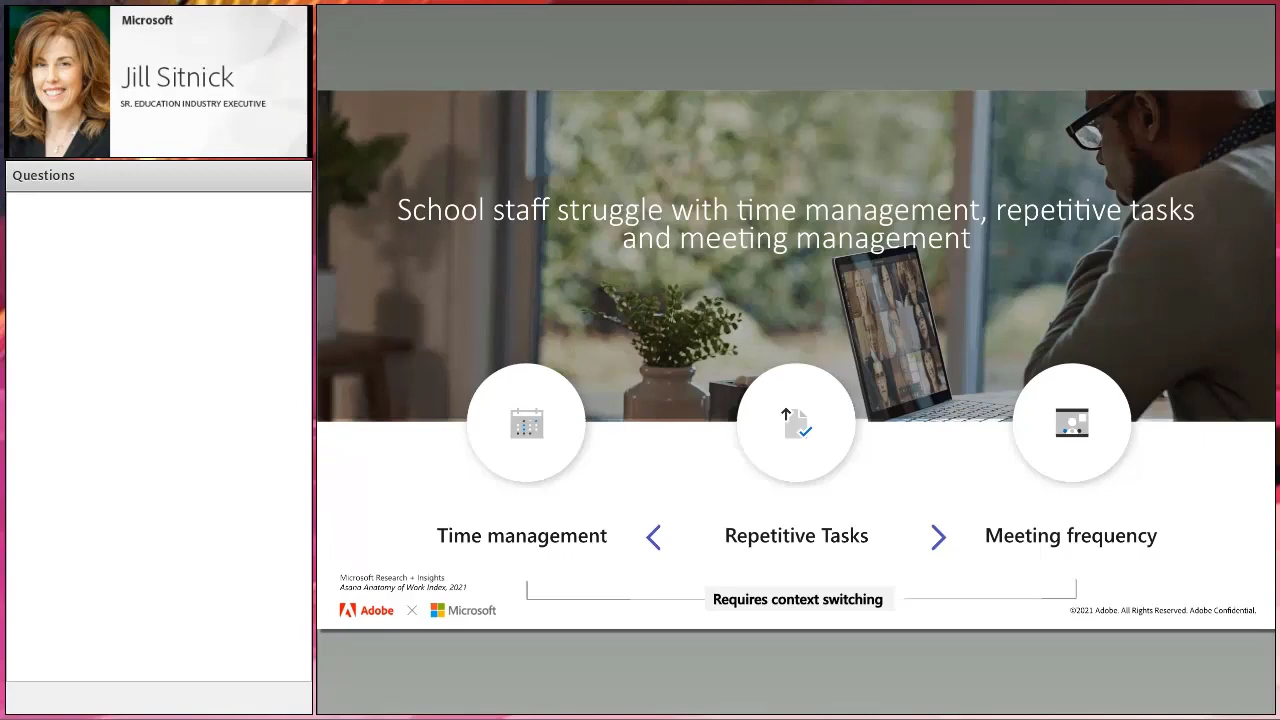 Microsoft
Jill Sitnick
SR. EDUCATION INDUSTRY EXECUTIVE
Questions
School staff struggle with time management, repetitive tasks
and meeting management
Time management
Repetitive Tasks
Meeting frequency
Requires context switching
Microsoft Research + Insights
Asana Anatomy of Work Index, 2021
Adobe × Microsoft
©2021 Adobe. All Rights Reserved. Adobe Confidential.